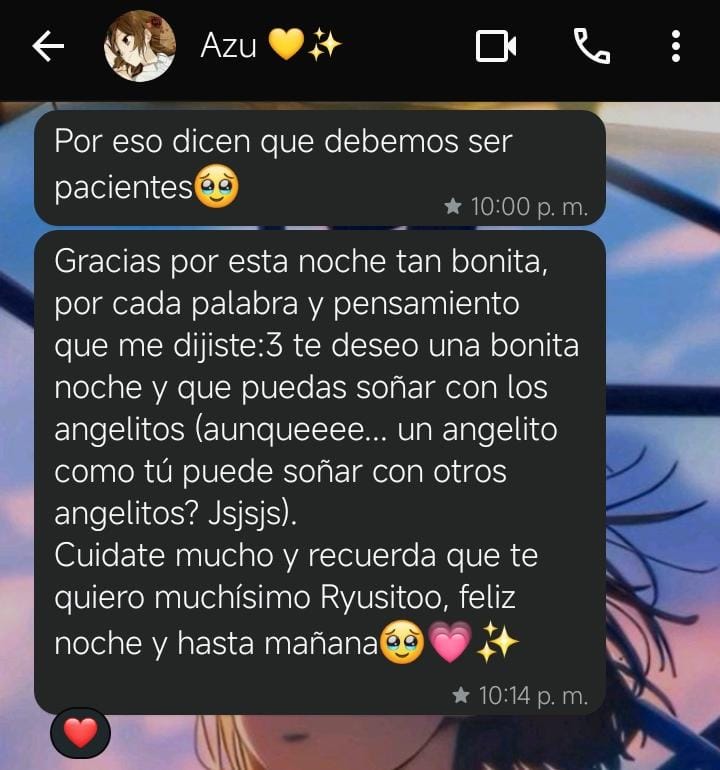 Azu 💛✨
Por eso dicen que debemos ser
pacientes🥹
★ 10:00 p. m.
Gracias por esta noche tan bonita,
por cada palabra y pensamiento
que me dijiste:3 te deseo una bonita
noche y que puedas soñar con los
angelitos (aunqueeee... un angelito
como tú puede soñar con otros
angelitos? Jsjsjs).
Cuidate mucho y recuerda que te
quiero muchísimo Ryusitoo, feliz
noche y hasta mañana🥹💗✨
★ 10:14 p. m.
❤️